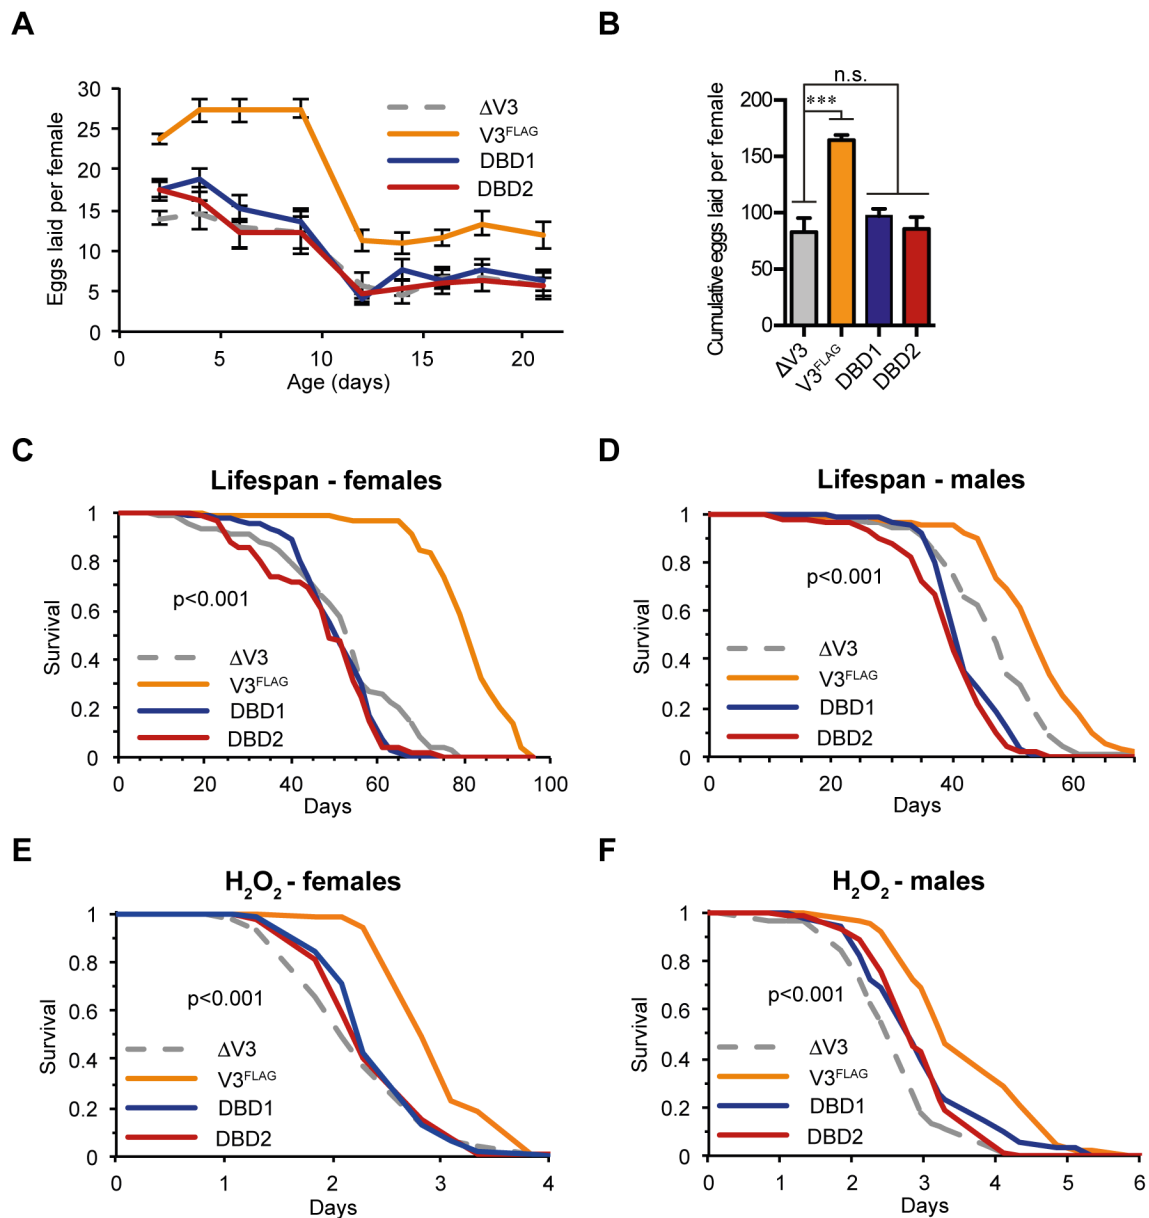 A
B
30
25
20
15
10
5
0
Eggs laid per female
0
5
10
15
20
Age (days)
ΔV3
V3FLAG
DBD1
DBD2
n.s.
***
200
150
100
50
0
Cumulative eggs laid per female
ΔV3
V3FLAG
DBD1
DBD2
C
Lifespan - females
1
0.8
0.6
0.4
0.2
0
Survival
p<0.001
ΔV3
V3FLAG
DBD1
DBD2
0
20
40
60
80
100
Days
D
Lifespan - males
1
0.8
0.6
0.4
0.2
0
Survival
p<0.001
ΔV3
V3FLAG
DBD1
DBD2
0
20
40
60
Days
E
H2O2 - females
1
0.8
0.6
0.4
0.2
0
Survival
p<0.001
ΔV3
V3FLAG
DBD1
DBD2
0
1
2
3
4
Days
F
H2O2 - males
1
0.8
0.6
0.4
0.2
0
Survival
p<0.001
ΔV3
V3FLAG
DBD1
DBD2
0
1
2
3
4
5
6
Days